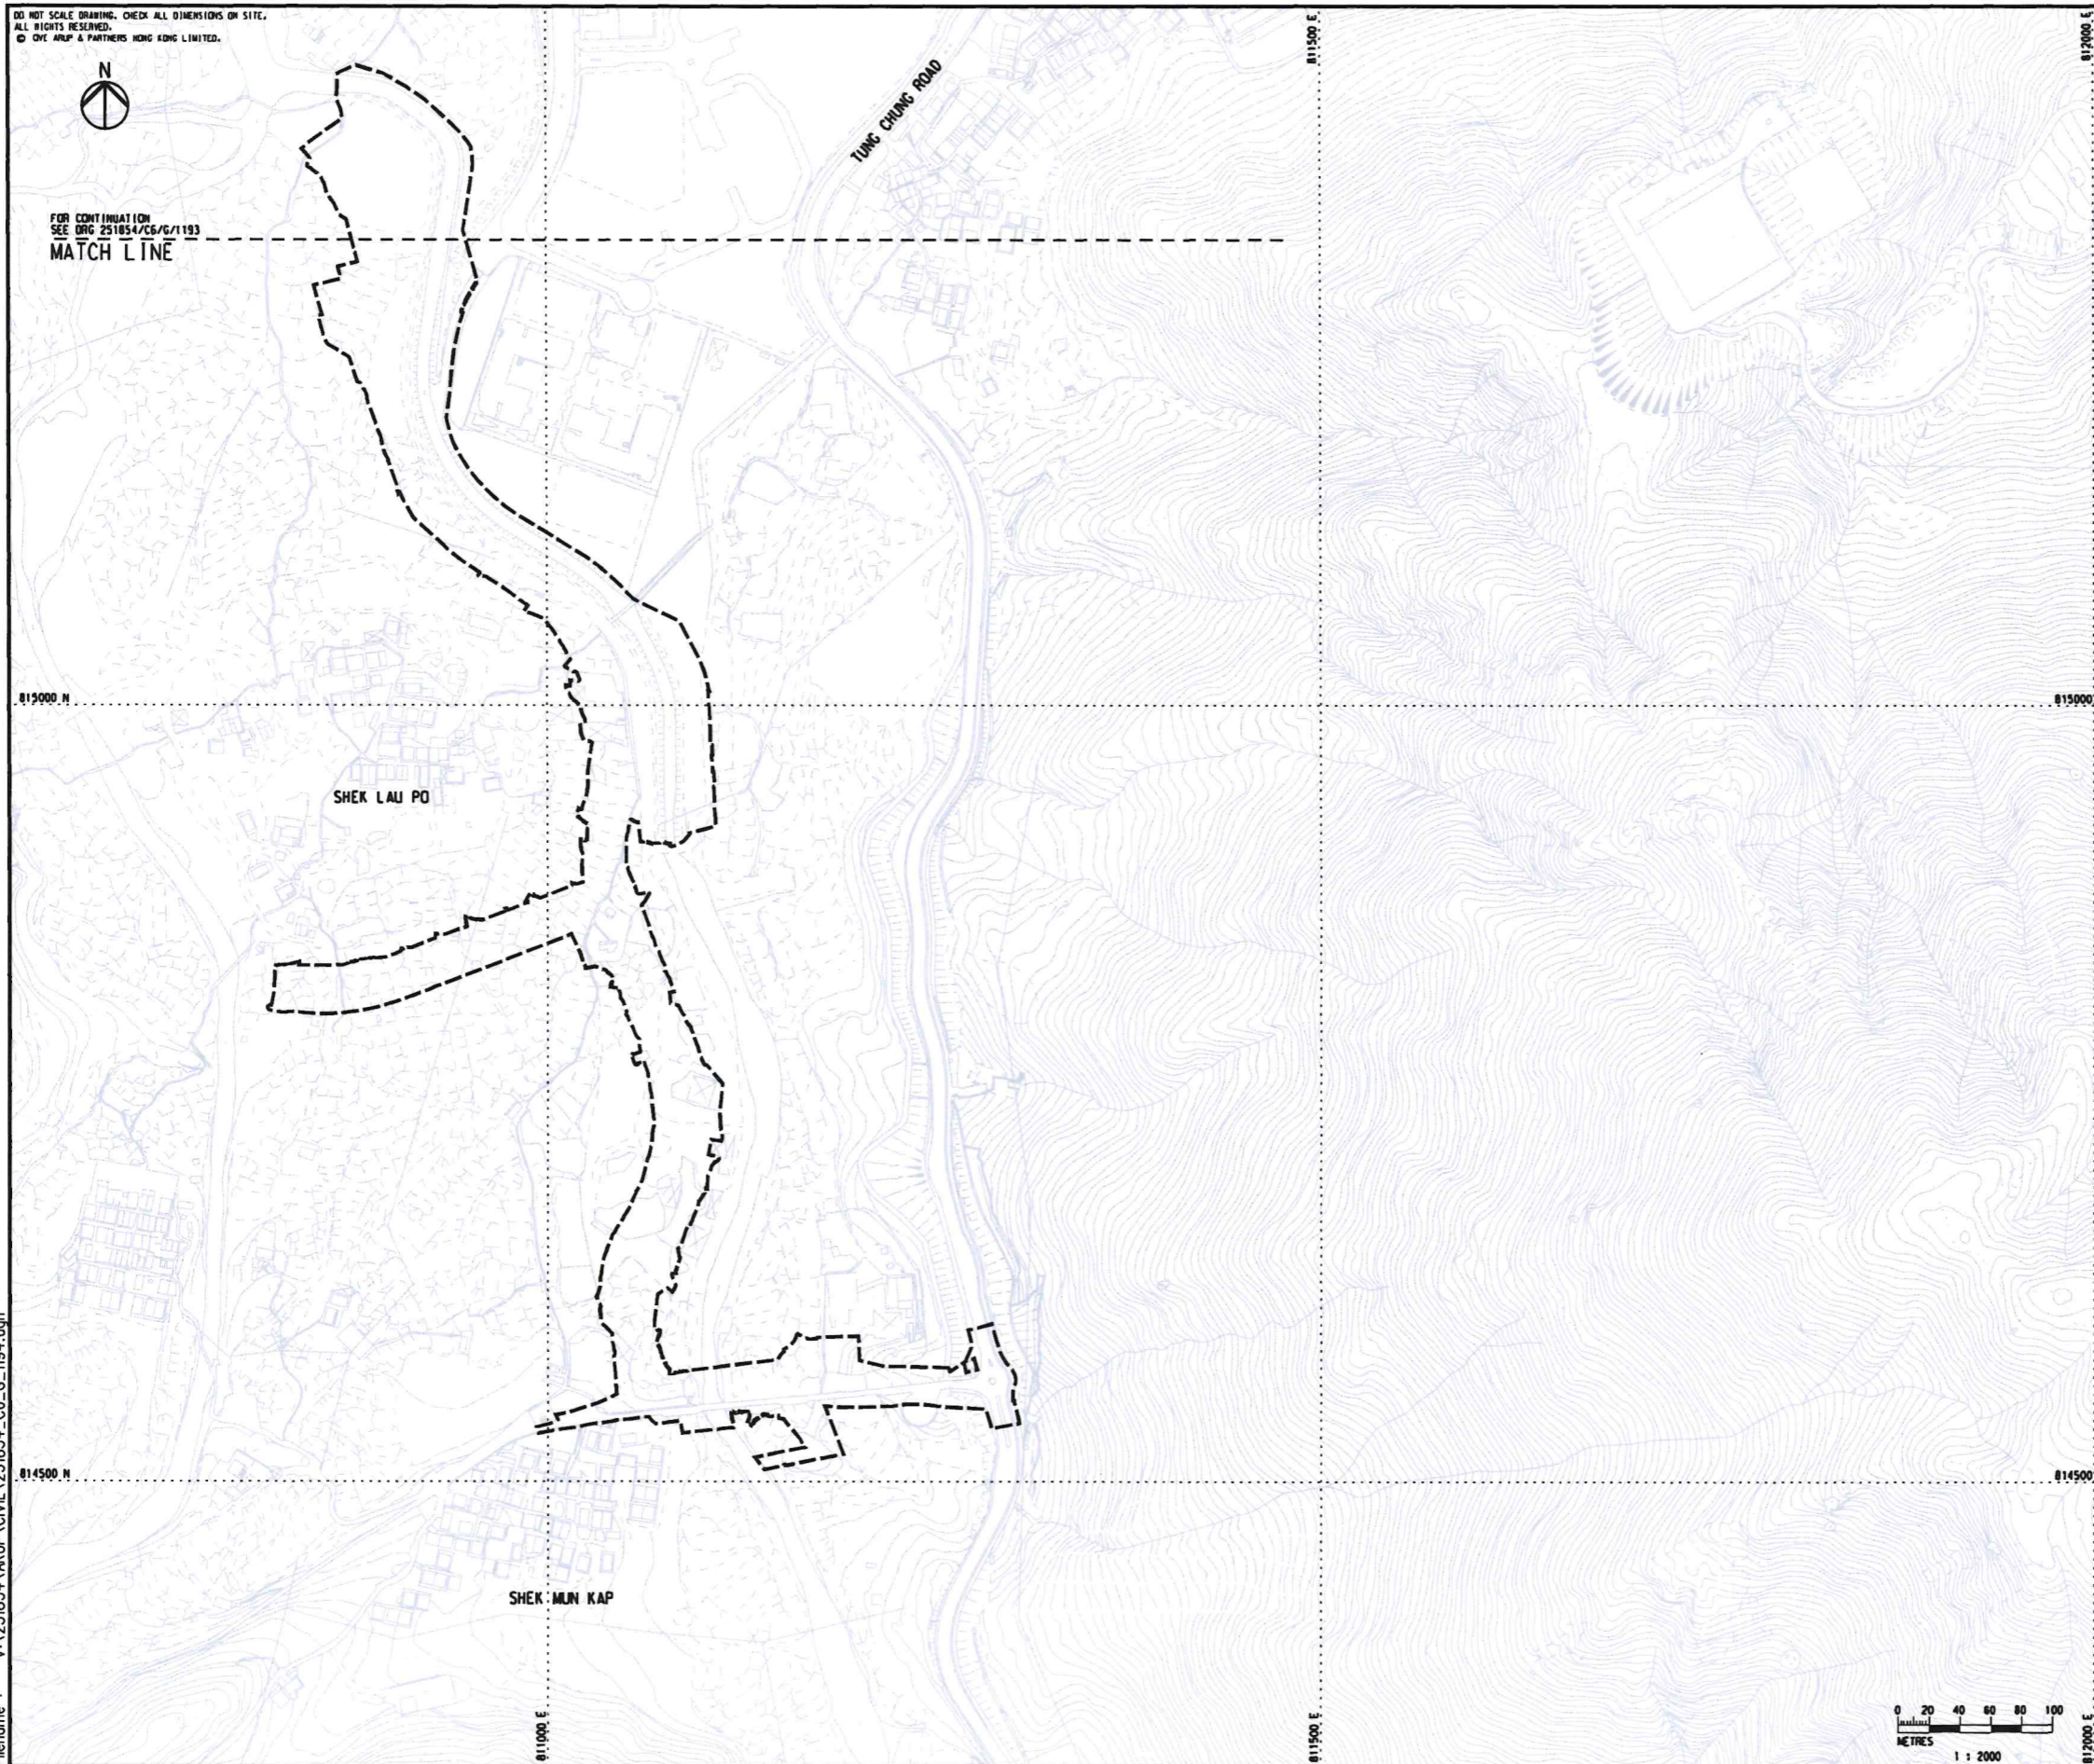 DO NOT SCALE DRAWING. CHECK ALL DIMENSIONS ON SITE.
ALL RIGHTS RESERVED.
© OVE ARUP & PARTNERS HONG KONG LIMITED.
N
811500 E
812000 E
TUNG CHUNG ROAD
FOR CONTINUATION
SEE DRG 251854/C6/G/1193
MATCH LINE
815000 N
815000
SHEK LAU PO
814500 N
814500
SHEK MUN KAP
811000 E
811500 E
812000 E
0 20 40 60 80 100
METRES
1 : 2000